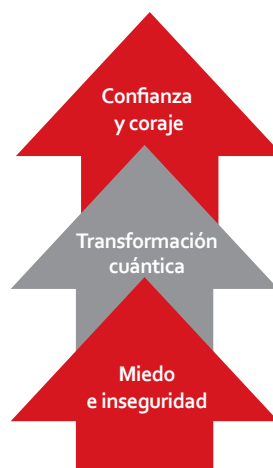 Confianza
y coraje
Transformación
cuántica
Miedo
e inseguridad